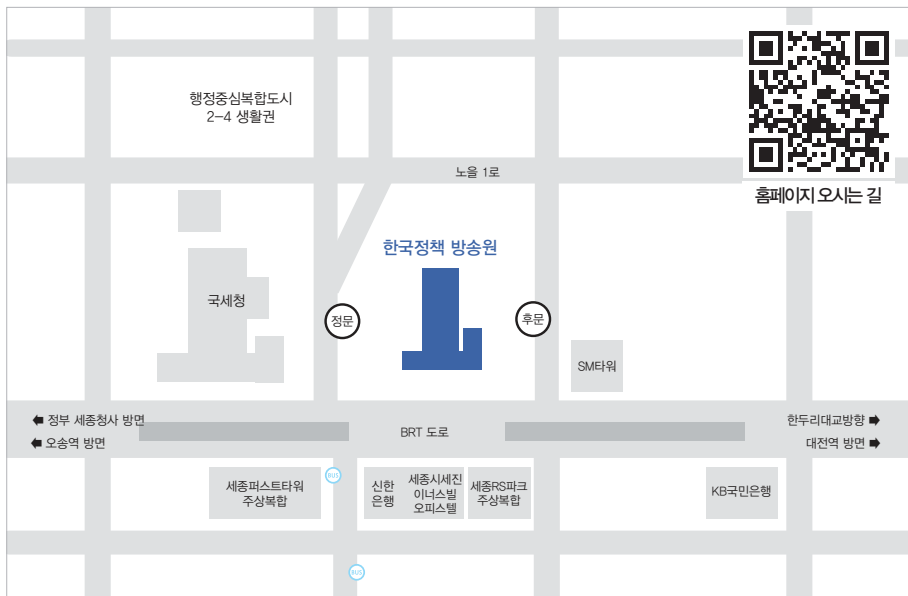 행정중심복합도시
2-4 생활권
노을 1로
홈페이지 오시는 길
한국정책 방송원
국세청
정문
후문
SM타워
정부 세종청사 방면
오송역 방면
BRT 도로
한두리대교방향
대전역 방면
세종퍼스트타워
주상복합
BUS
신한
은행
세종시세진
이너스빌
오피스텔
세종RS파크
주상복합
KB국민은행
BUS